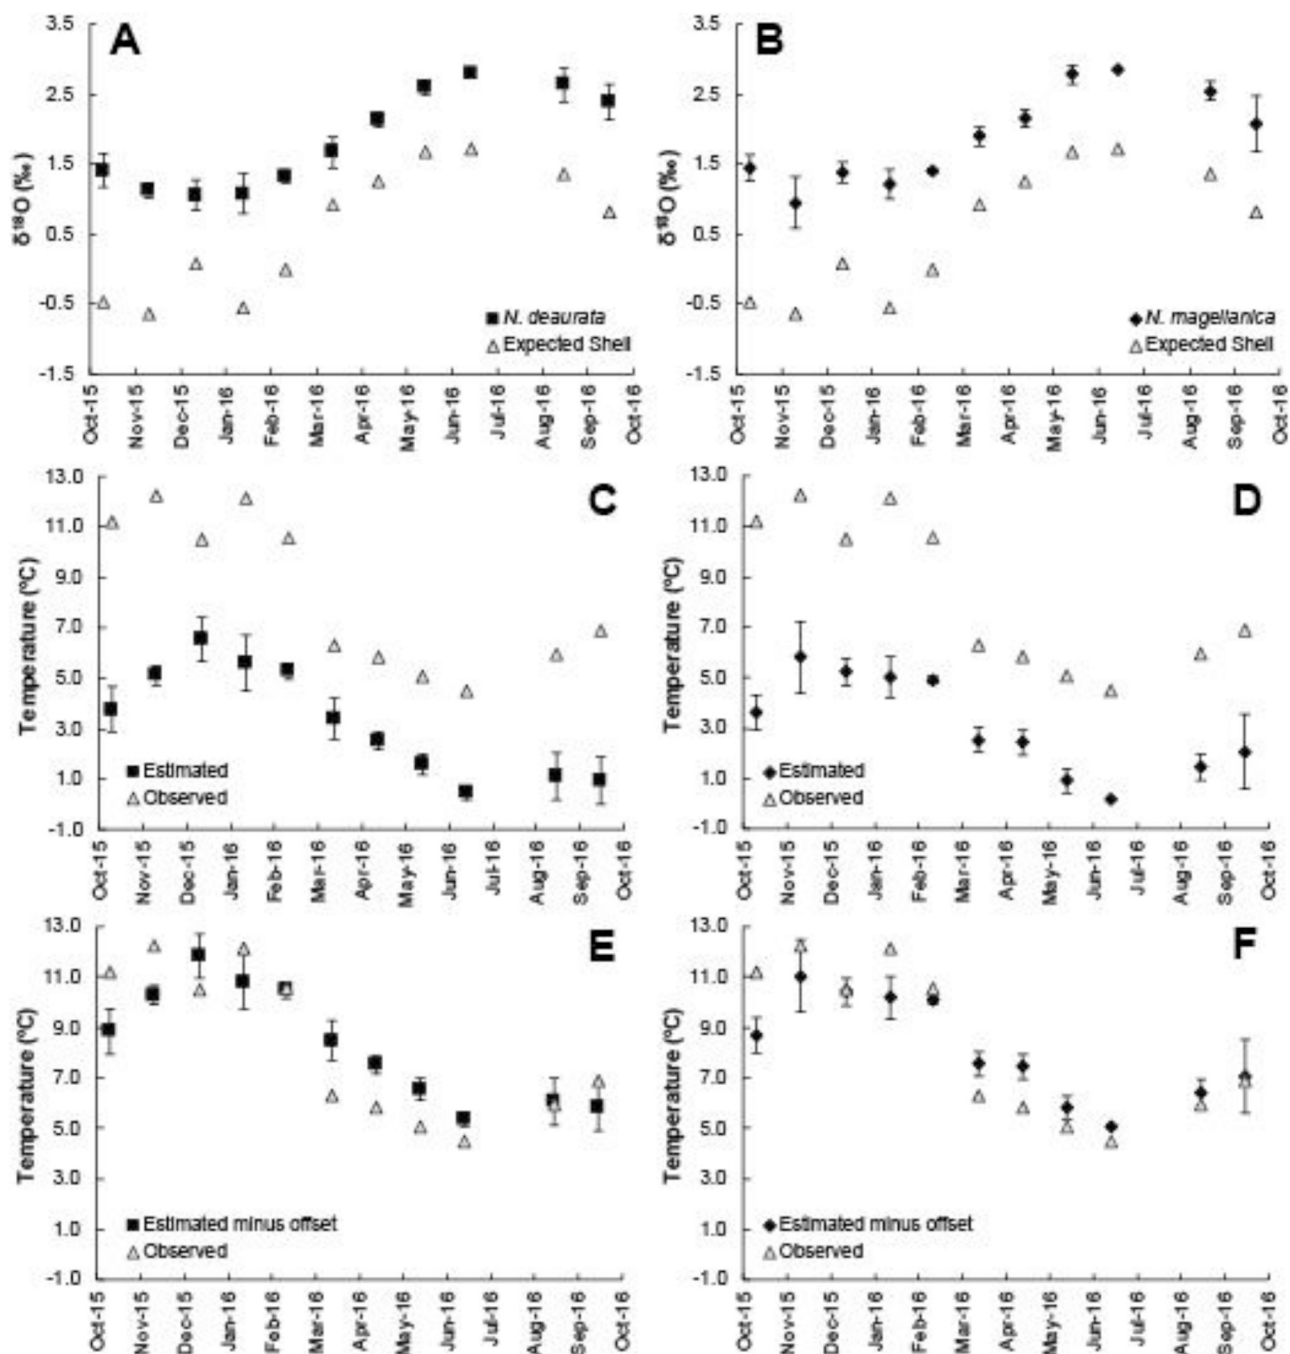 A
3.5
2.5
1.5
0.5
-0.5
-1.5
δ¹⁸O (‰)
N. deaurata
Expected Shell
Oct-15
Nov-15
Dec-15
Jan-16
Feb-16
Mar-16
Apr-16
May-16
Jun-16
Jul-16
Aug-16
Sep-16
Oct-16
B
3.5
2.5
1.5
0.5
-0.5
-1.5
δ¹⁸O (‰)
N. magellanica
Expected Shell
Oct-15
Nov-15
Dec-15
Jan-16
Feb-16
Mar-16
Apr-16
May-16
Jun-16
Jul-16
Aug-16
Sep-16
Oct-16
C
13.0
11.0
9.0
7.0
5.0
3.0
1.0
-1.0
Temperature (ºC)
Estimated
Observed
Oct-15
Nov-15
Dec-15
Jan-16
Feb-16
Mar-16
Apr-16
May-16
Jun-16
Jul-16
Aug-16
Sep-16
Oct-16
D
13.0
11.0
9.0
7.0
5.0
3.0
1.0
-1.0
Temperature (ºC)
Estimated
Observed
Oct-15
Nov-15
Dec-15
Jan-16
Feb-16
Mar-16
Apr-16
May-16
Jun-16
Jul-16
Aug-16
Sep-16
Oct-16
E
13.0
11.0
9.0
7.0
5.0
3.0
1.0
-1.0
Temperature (ºC)
Estimated minus offset
Observed
Oct-15
Nov-15
Dec-15
Jan-16
Feb-16
Mar-16
Apr-16
May-16
Jun-16
Jul-16
Aug-16
Sep-16
Oct-16
F
13.0
11.0
9.0
7.0
5.0
3.0
1.0
-1.0
Temperature (ºC)
Estimated minus offset
Observed
Oct-15
Nov-15
Dec-15
Jan-16
Feb-16
Mar-16
Apr-16
May-16
Jun-16
Jul-16
Aug-16
Sep-16
Oct-16